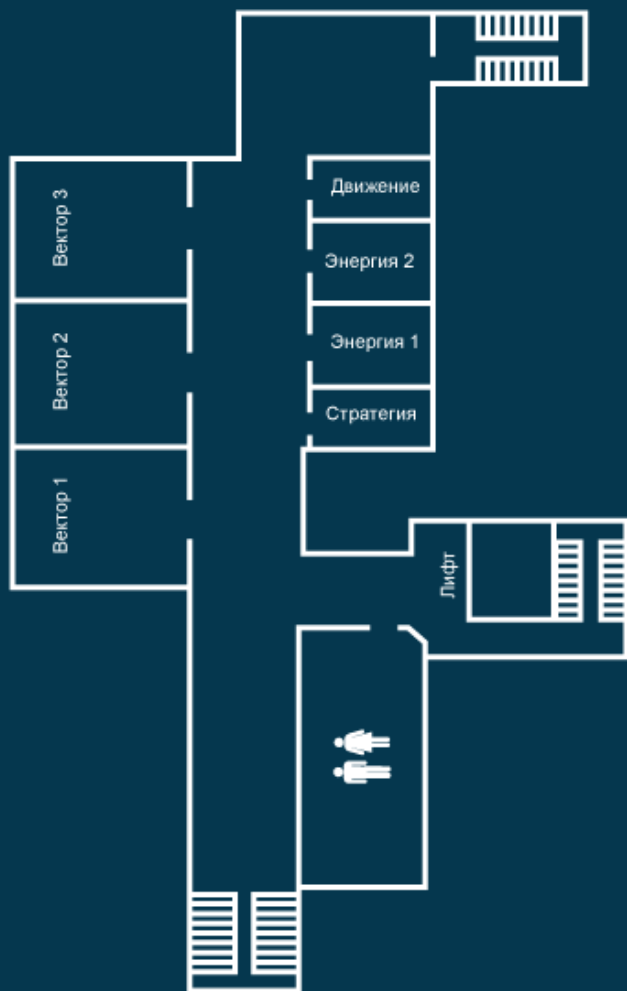 Движение
Вектор 3
Энергия 2
Энергия 1
Вектор 2
Стратегия
Вектор 1
Лифт